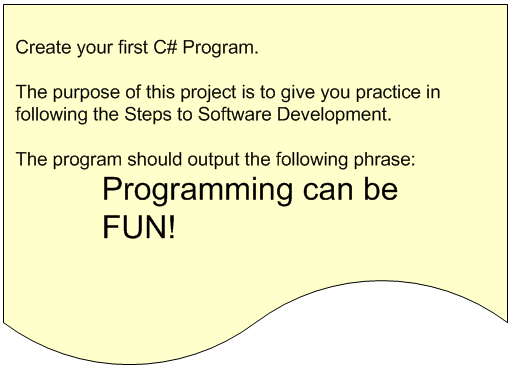 Create your first C# Program.
The purpose of this project is to give you practice in
following the Steps to Software Development.
The program should output the following phrase:
Programming can be
FUN!